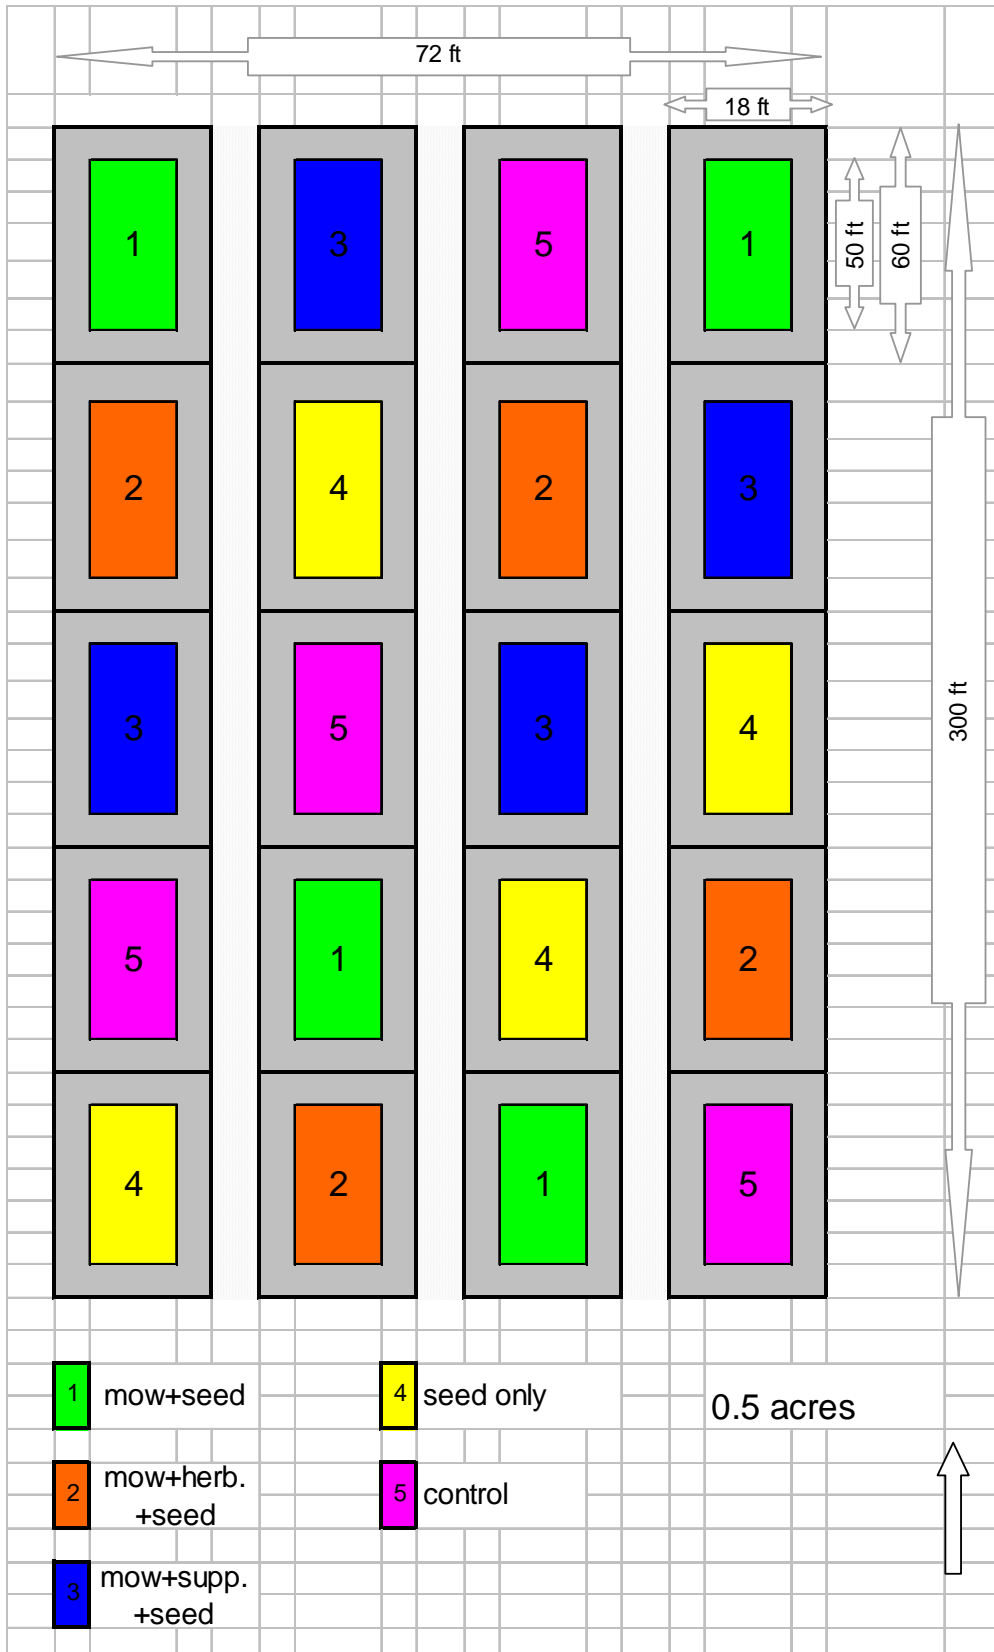 72 ft
18 ft
1
3
5
1
50 ft
60 ft
2
4
2
3
3
5
3
4
300 ft
5
1
4
2
4
2
1
5
1 mow+seed
4 seed only
0.5 acres
2 mow+herb.
+seed
5 control
3 mow+supp.
+seed